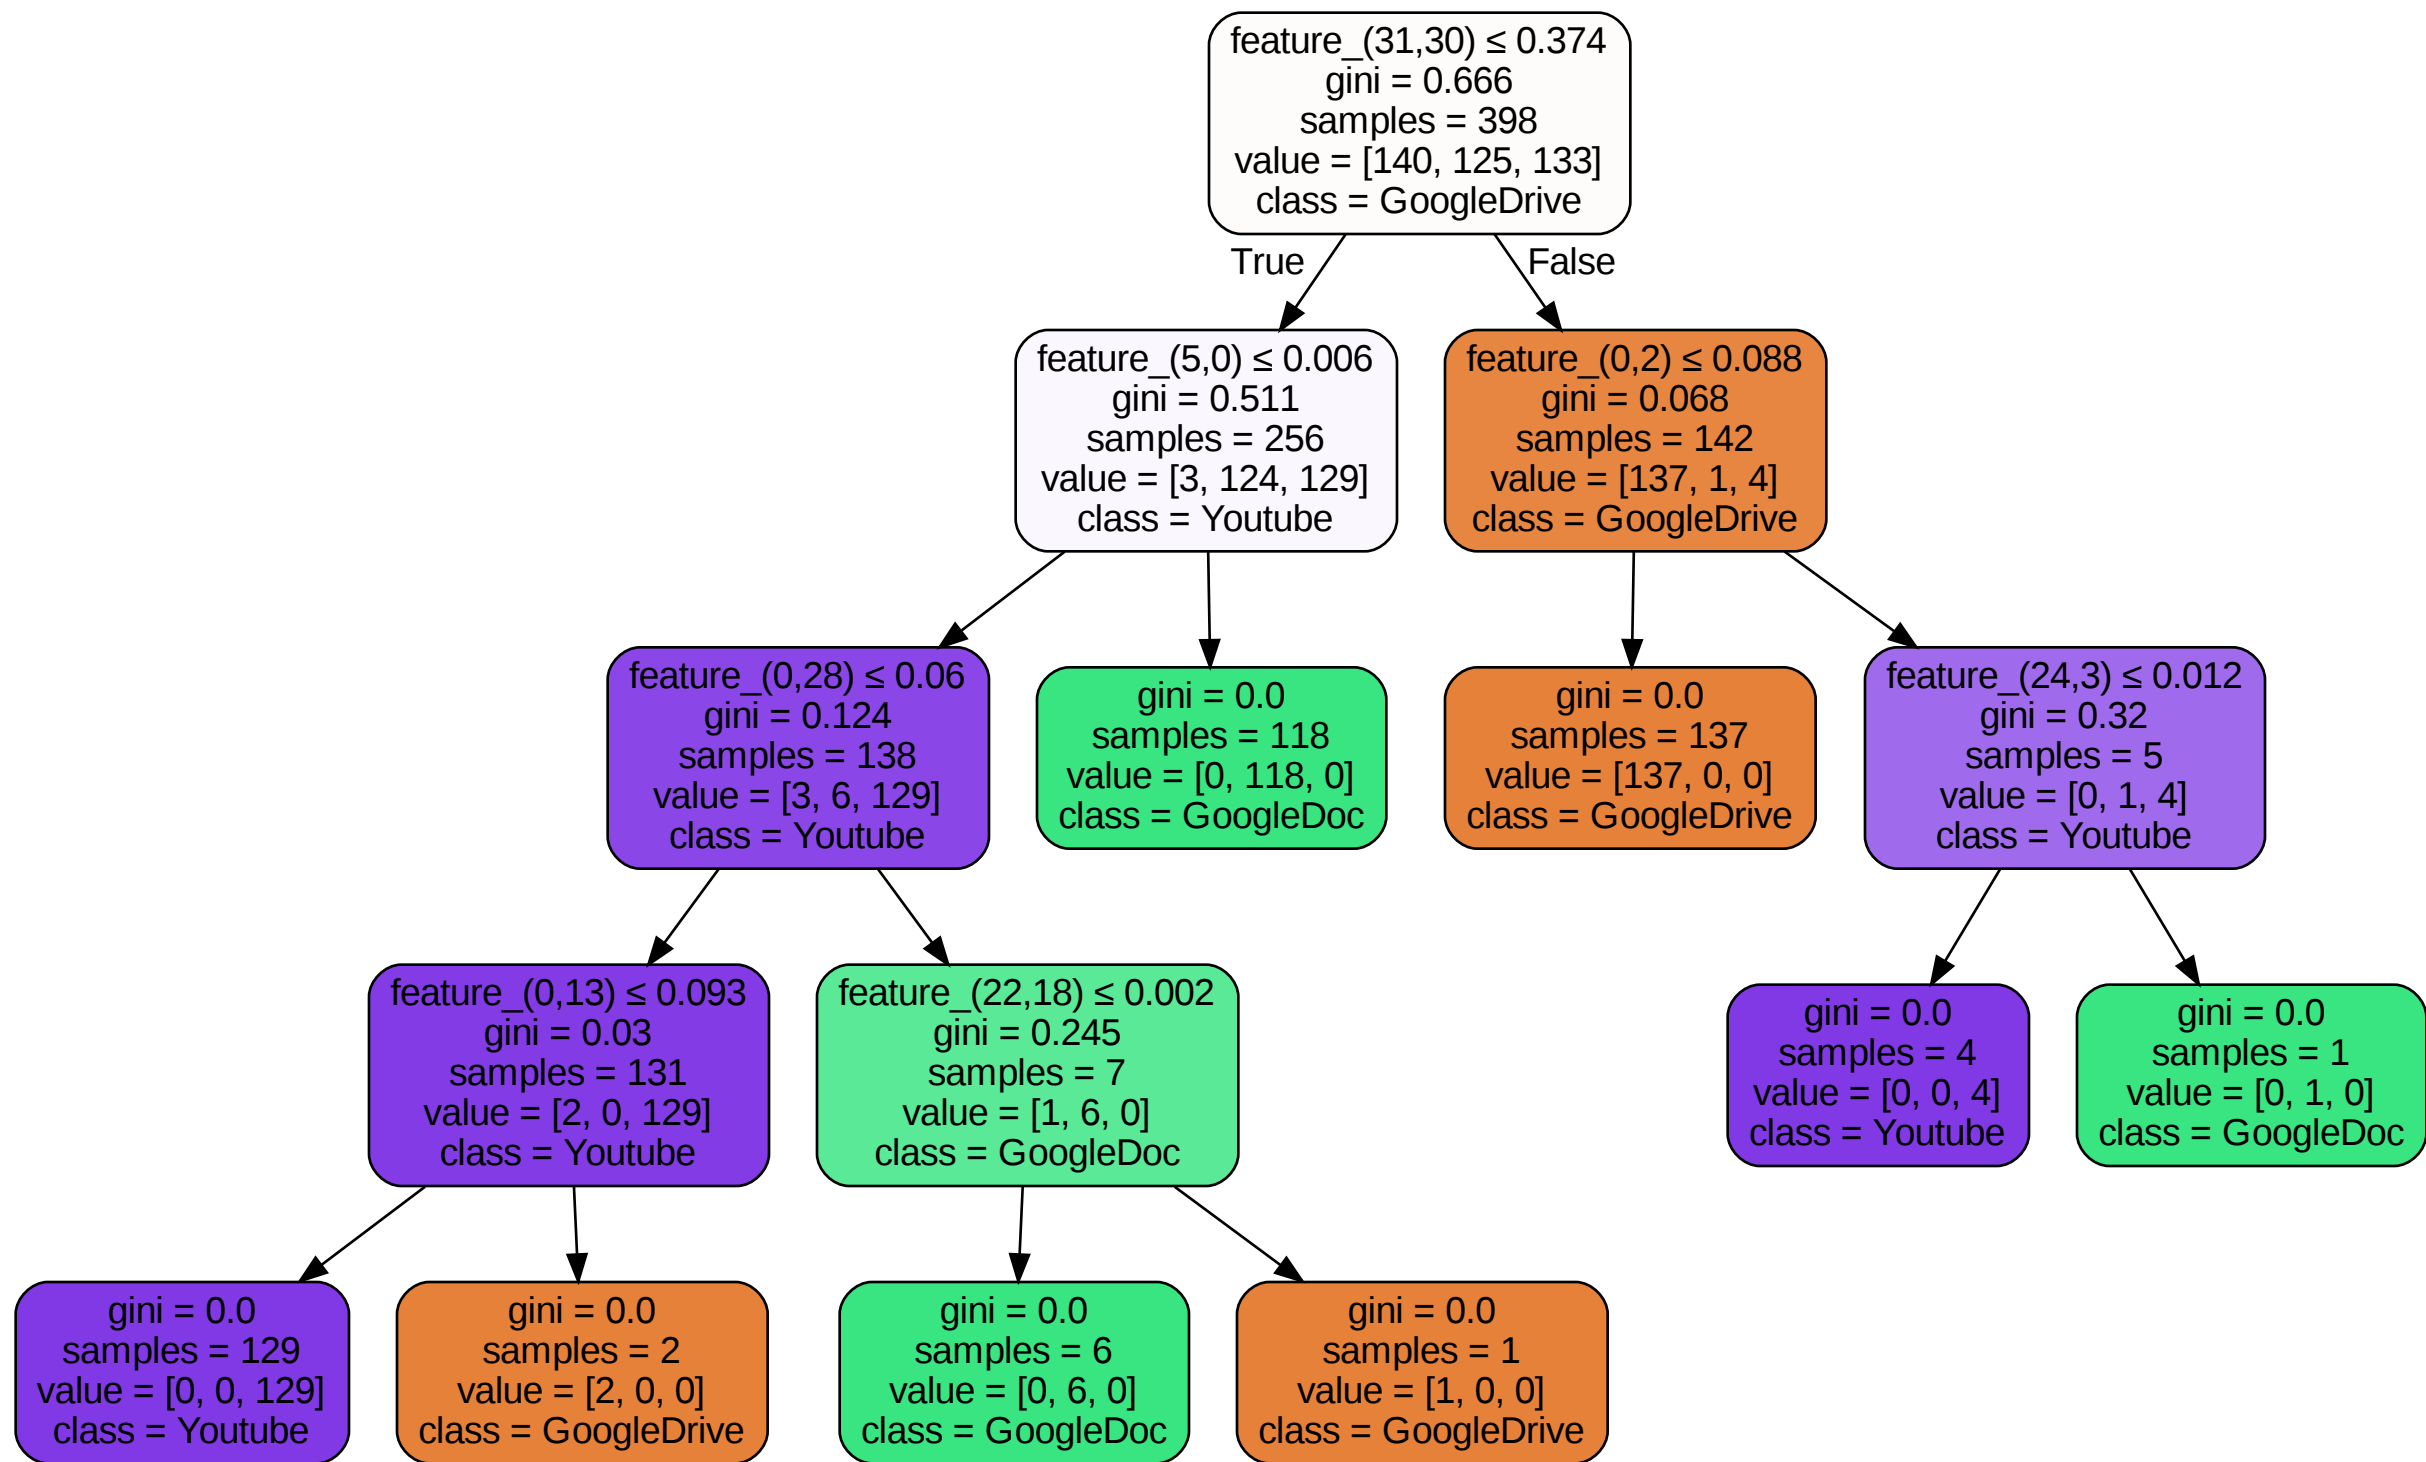 feature_(31,30) ≤ 0.374
gini = 0.666
samples = 398
value = [140, 125, 133]
class = GoogleDrive
True
False
feature_(5,0) ≤ 0.006
gini = 0.511
samples = 256
value = [3, 124, 129]
class = Youtube
feature_(0,2) ≤ 0.088
gini = 0.068
samples = 142
value = [137, 1, 4]
class = GoogleDrive
feature_(0,28) ≤ 0.06
gini = 0.124
samples = 138
value = [3, 6, 129]
class = Youtube
gini = 0.0
samples = 118
value = [0, 118, 0]
class = GoogleDoc
gini = 0.0
samples = 137
value = [137, 0, 0]
class = GoogleDrive
feature_(24,3) ≤ 0.012
gini = 0.32
samples = 5
value = [0, 1, 4]
class = Youtube
feature_(0,13) ≤ 0.093
gini = 0.03
samples = 131
value = [2, 0, 129]
class = Youtube
feature_(22,18) ≤ 0.002
gini = 0.245
samples = 7
value = [1, 6, 0]
class = GoogleDoc
gini = 0.0
samples = 4
value = [0, 0, 4]
class = Youtube
gini = 0.0
samples = 1
value = [0, 1, 0]
class = GoogleDoc
gini = 0.0
samples = 129
value = [0, 0, 129]
class = Youtube
gini = 0.0
samples = 2
value = [2, 0, 0]
class = GoogleDrive
gini = 0.0
samples = 6
value = [0, 6, 0]
class = GoogleDoc
gini = 0.0
samples = 1
value = [1, 0, 0]
class = GoogleDrive